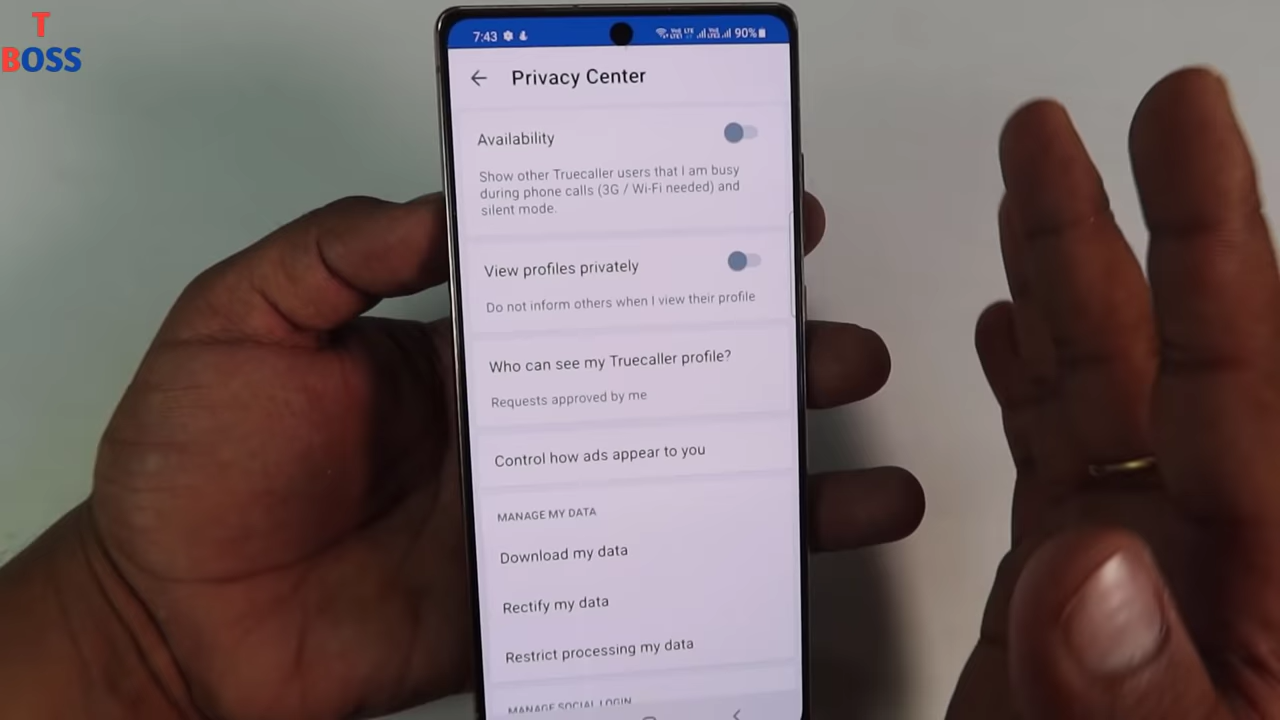 T
BOSS
7:43
90%
Privacy Center
Availability
Show other Truecaller users that I am busy
during phone calls (3G / Wi-Fi needed) and
silent mode.
View profiles privately
Do not inform others when I view their profile
Who can see my Truecaller profile?
Requests approved by me
Control how ads appear to you
MANAGE MY DATA
Download my data
Rectify my data
Restrict processing my data
MANAGE SOCIAL LOGIN